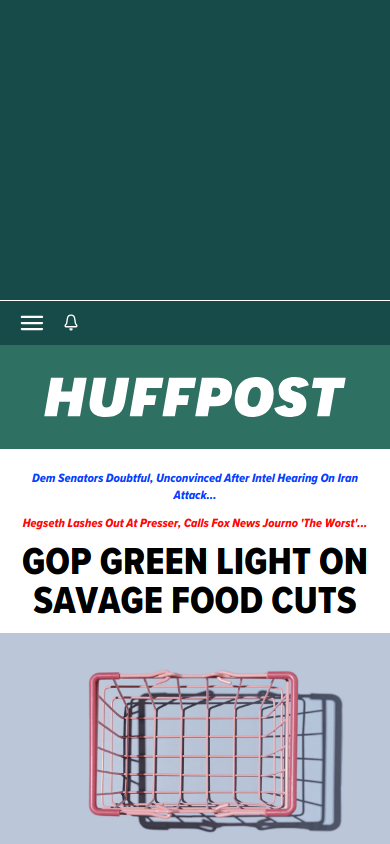 HUFFPOST
Dem Senators Doubtful, Unconvinced After Intel Hearing On Iran
Attack...
Hegseth Lashes Out At Presser, Calls Fox News Journo 'The Worst'...
GOP GREEN LIGHT ON
SAVAGE FOOD CUTS